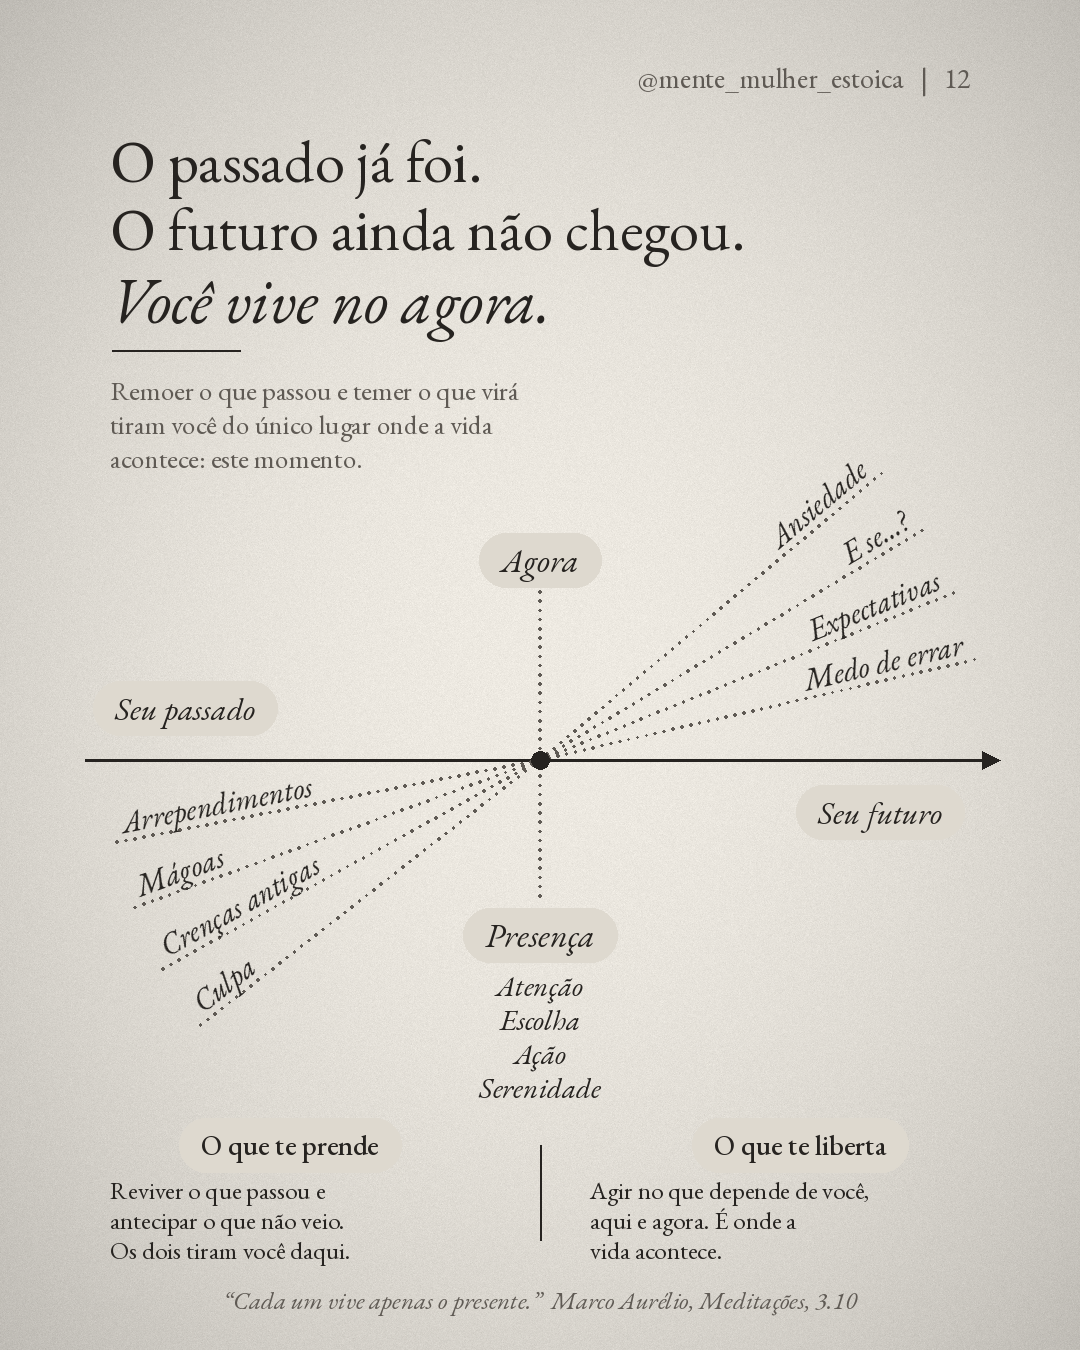 @mente_mulher_estoica | 12
O passado já foi.
O futuro ainda não chegou.
Você vive no agora.
Remoer o que passou e temer o que virá
tiram você do único lugar onde a vida
acontece: este momento.
Ansiedade
E se...?
Expectativas
Medo de errar
Agora
Seu passado
Seu futuro
Arrependimentos
Mágoas
Crenças antigas
Culpa
Presença
Atenção
Escolha
Ação
Serenidade
O que te prende
Reviver o que passou e
antecipar o que não veio.
Os dois tiram você daqui.
O que te liberta
Agir no que depende de você,
aqui e agora. É onde a
vida acontece.
“Cada um vive apenas o presente.” Marco Aurélio, Meditações, 3.10